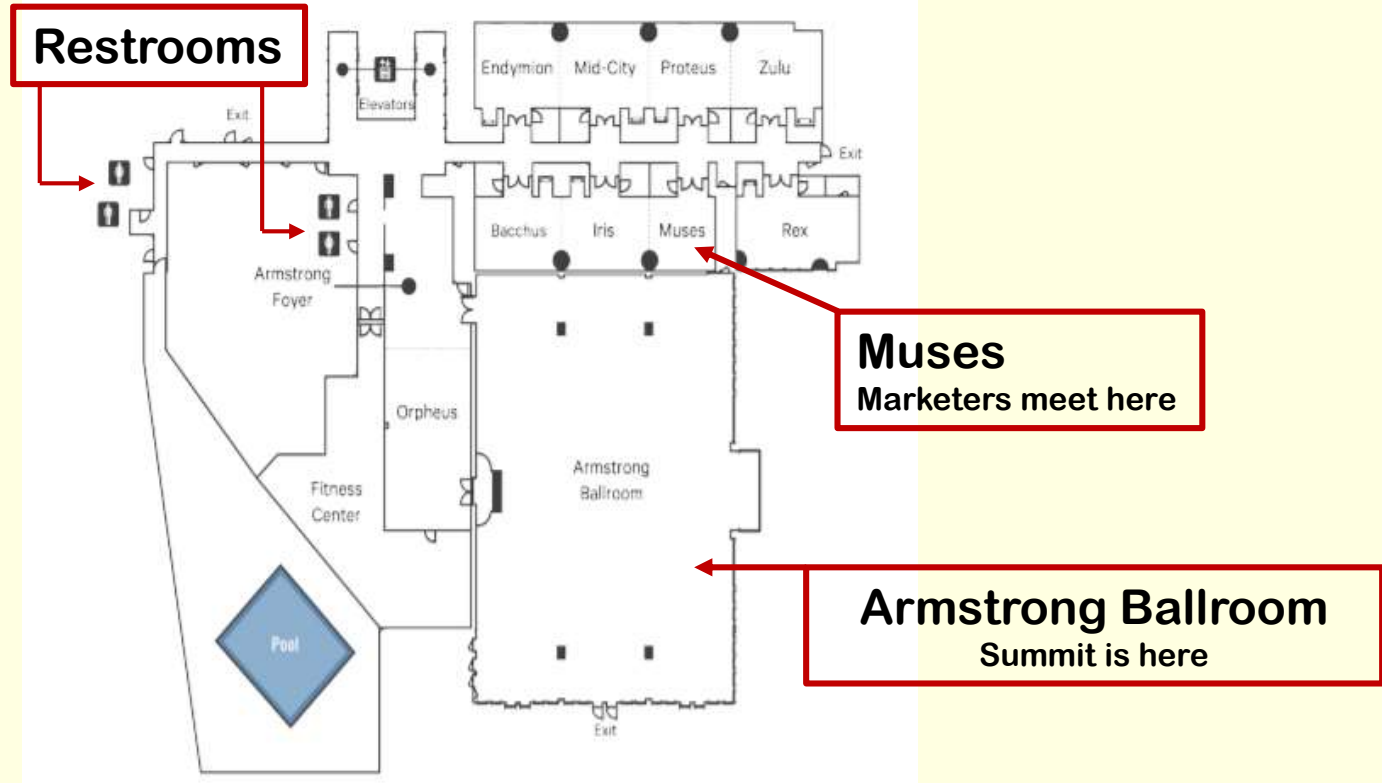 Restrooms
Endymion Mid-City Proteus Zulu
Elevators
Exit
Exit
Bacchus Iris Muses Rex
Armstrong
Foyer
Muses
Marketers meet here
Orpheus
Armstrong
Ballroom
Fitness
Center
Armstrong Ballroom
Summit is here
Pool
Exit